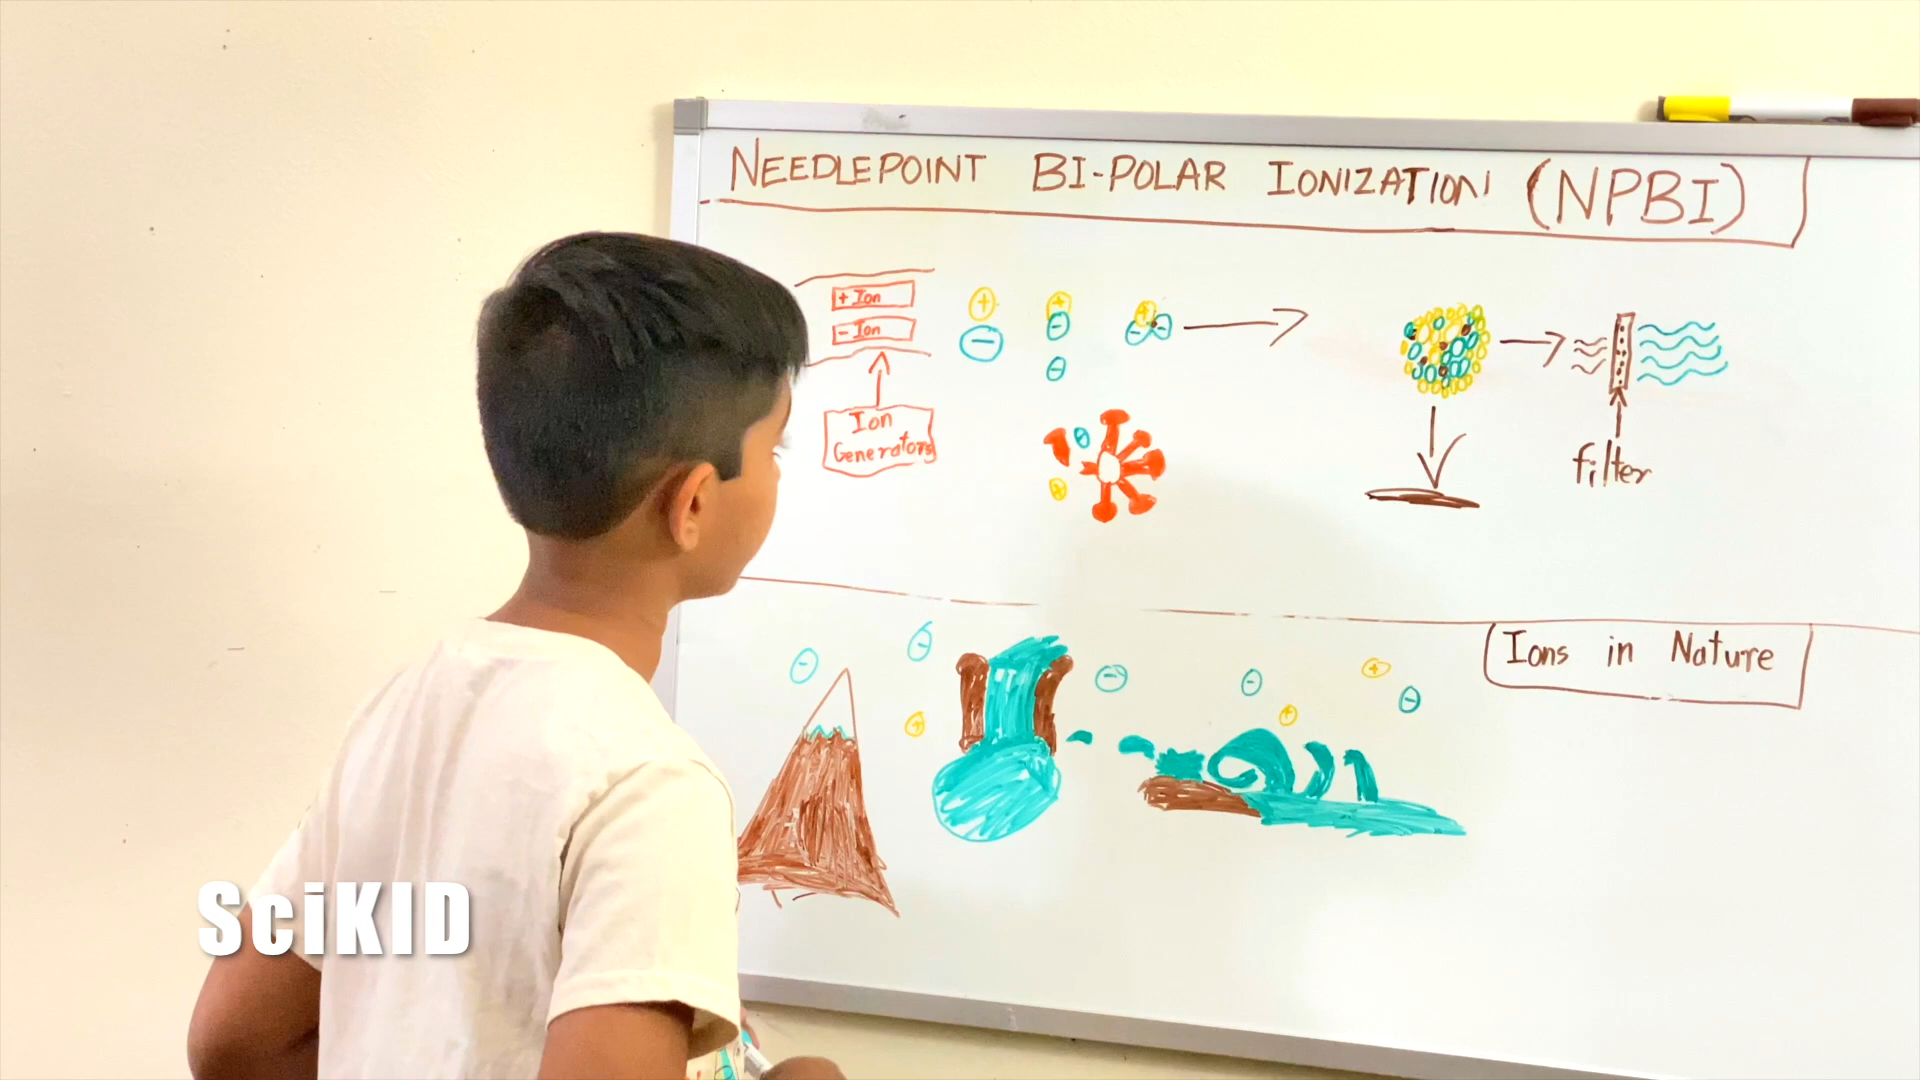 NEEDLEPOINT BI-POLAR IONIZATION (NPBI)
+ Ion
- Ion
Ion
Generators
filter
Ions in Nature
SciKID